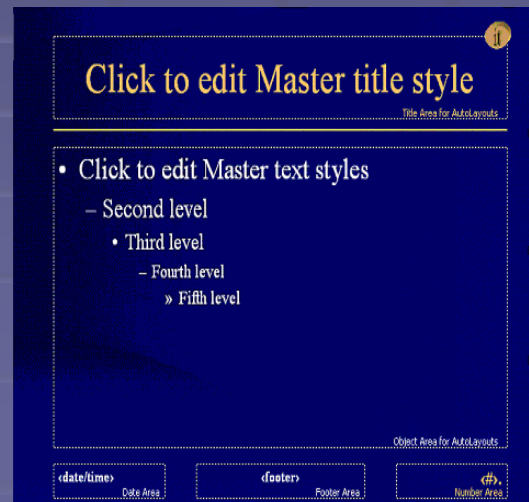 it
Click to edit Master title style
Title Area for AutoLayouts
• Click to edit Master text styles
– Second level
• Third level
– Fourth level
» Fifth level
Object Area for AutoLayouts
‹date/time›
Date Area
‹footer›
Footer Area
‹#›.
Number Area